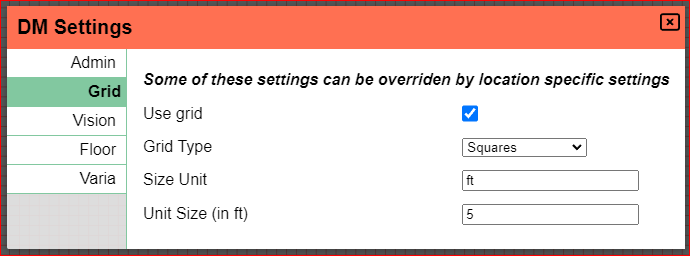 DM Settings
Admin
Grid
Vision
Floor
Varia
Some of these settings can be overriden by location specific settings
Use grid
Grid Type Squares
Size Unit ft
Unit Size (in ft) 5